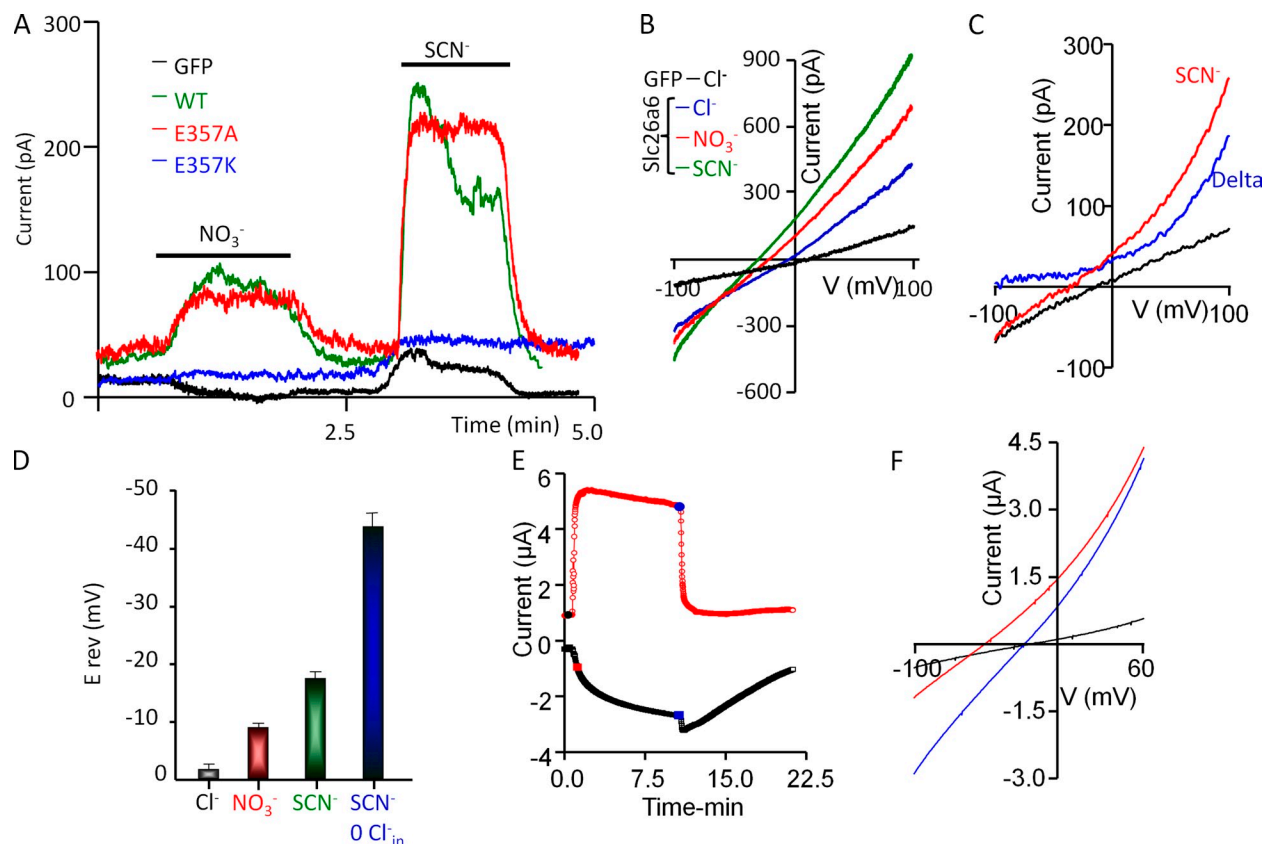 A
300
200
100
0
Current (pA)
GFP
WT
E357A
E357K
NO₃⁻
SCN⁻
Time (min)
2.5
5.0
B
900
600
300
-300
-600
Current (pA)
GFP – Cl⁻
Slc26a6
Cl⁻
NO₃⁻
SCN⁻
-100
V (mV)
100
C
300
200
100
-100
Current (pA)
SCN⁻
Delta
-100
V (mV)
100
D
-50
-40
-30
-20
-10
0
E rev (mV)
Cl⁻
NO₃⁻
SCN⁻
SCN⁻
0 Cl⁻in
E
6
4
2
0
-2
-4
Current (µA)
0.0
7.5
15.0
22.5
Time-min
F
4.5
-3.0
1.5
-1.5
-3.0
Current (µA)
-100
60
V (mV)